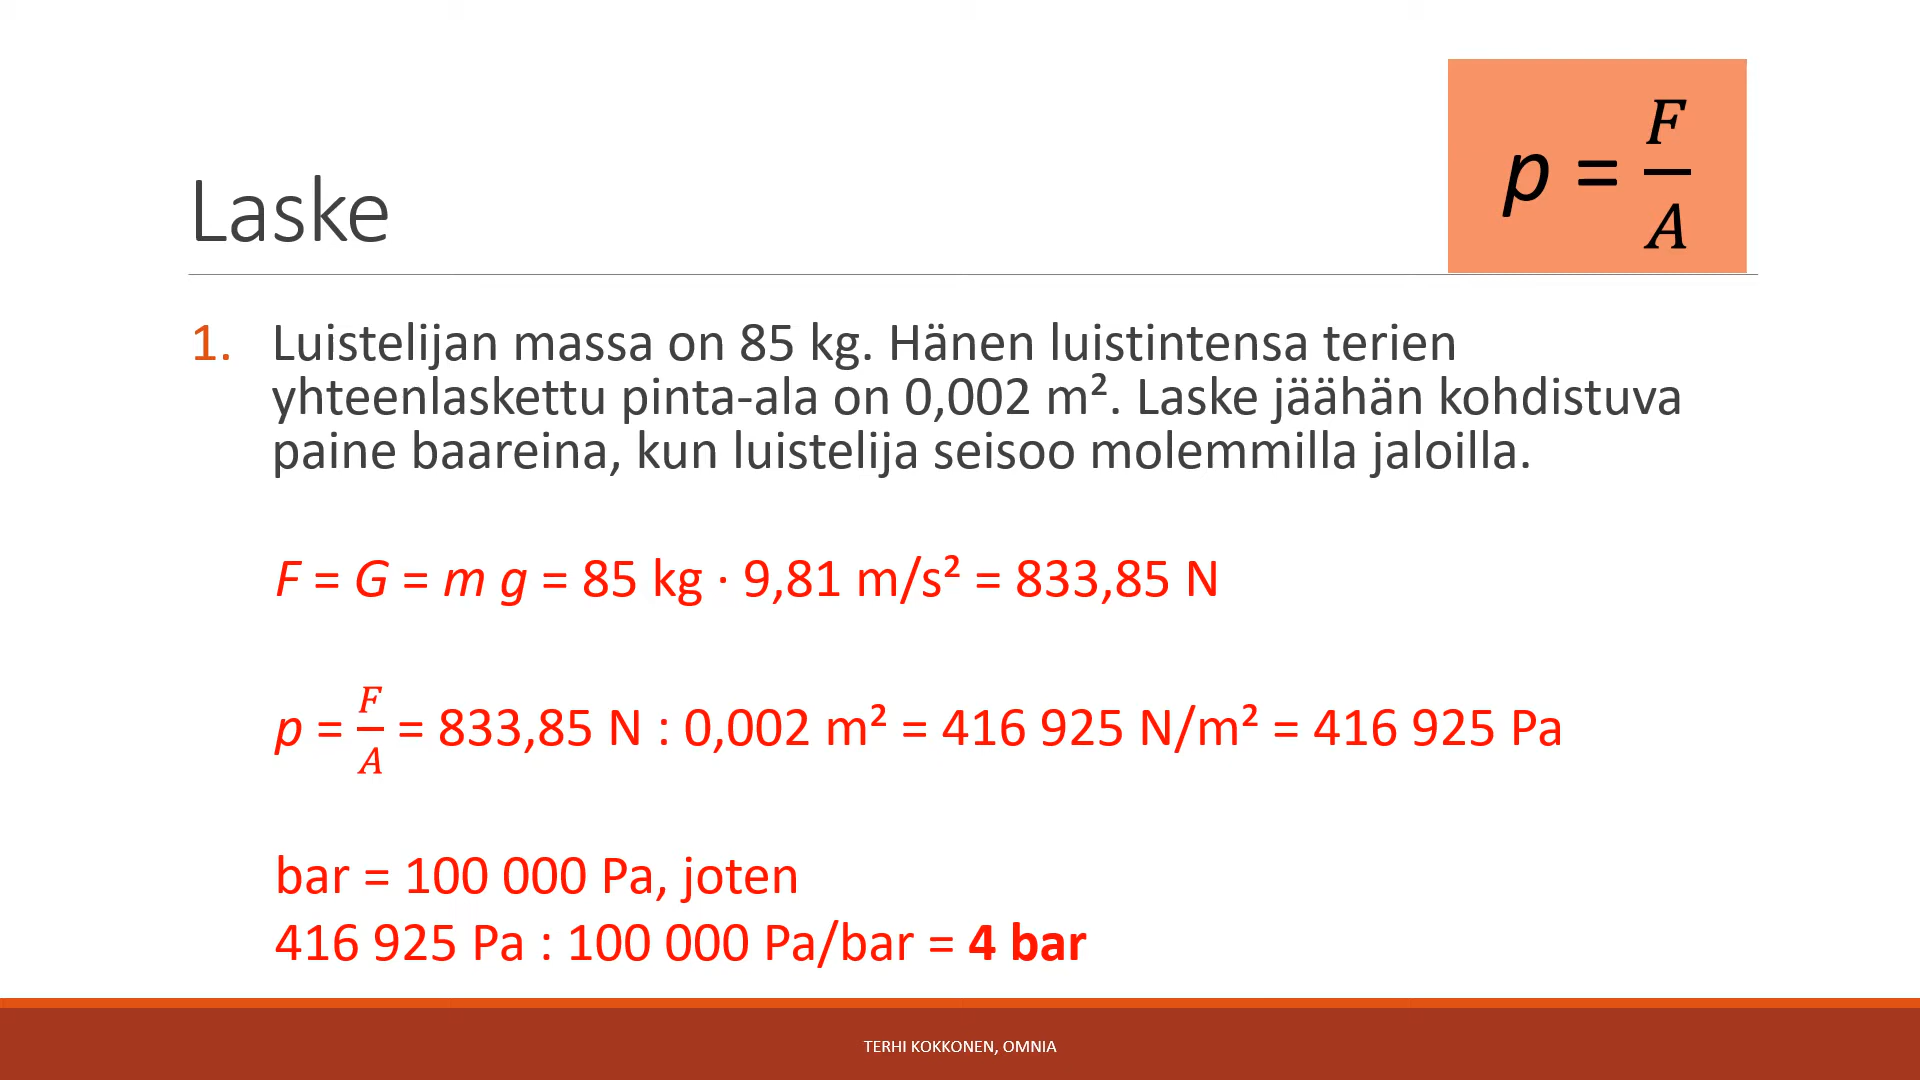 p = F/A
Laske
1. Luistelijan massa on 85 kg. Hänen luistintensa terien
yhteenlaskettu pinta-ala on 0,002 m². Laske jäähän kohdistuva
paine baareina, kun luistelija seisoo molemmilla jaloilla.
F = G = m g = 85 kg · 9,81 m/s² = 833,85 N
p = F/A = 833,85 N : 0,002 m² = 416 925 N/m² = 416 925 Pa
bar = 100 000 Pa, joten
416 925 Pa : 100 000 Pa/bar = 4 bar
TERHI KOKKONEN, OMNIA